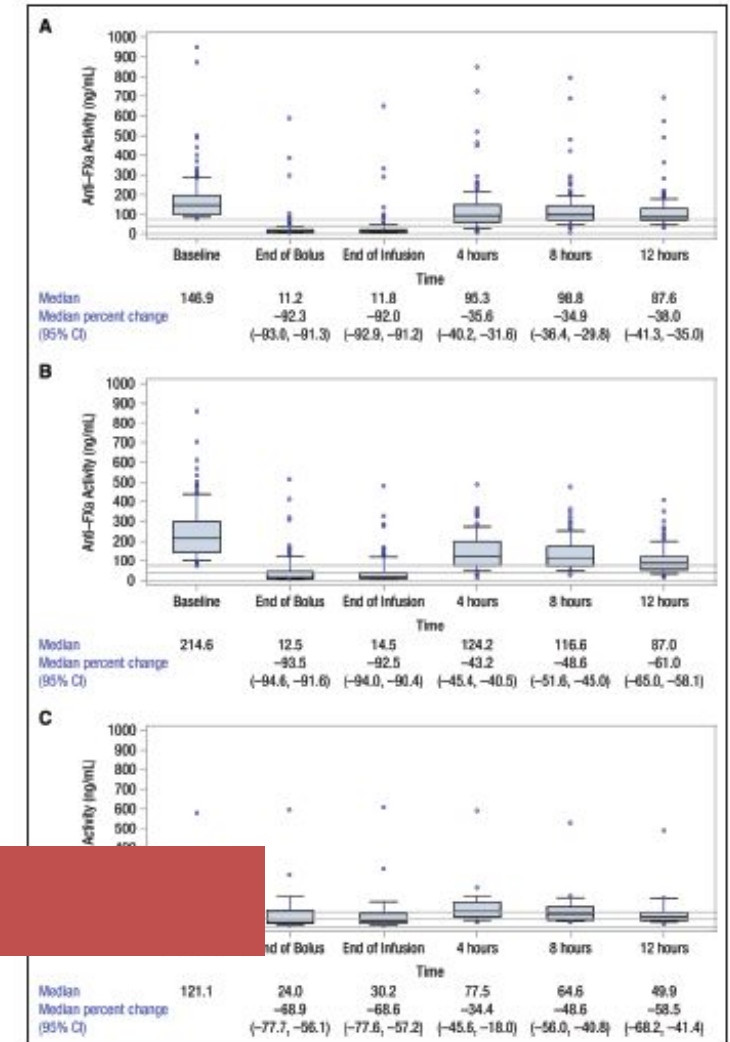 A
1000
900
800
700
600
500
400
300
200
100
0
Anti–FXa Activity (ng/mL)
Baseline End of Bolus End of Infusion 4 hours 8 hours 12 hours
Time
Median 146.9 11.2 11.8 95.3 98.8 87.6
Median percent change –92.3 –92.0 –35.6 –34.9 –38.0
(95% CI) (–93.0, –91.3) (–92.9, –91.2) (–40.2, –31.6) (–36.4, –29.8) (–41.3, –35.0)
B
1000
900
800
700
600
500
400
300
200
100
0
Anti–FXa Activity (ng/mL)
Baseline End of Bolus End of Infusion 4 hours 8 hours 12 hours
Time
Median 214.6 12.5 14.5 124.2 116.6 87.0
Median percent change –93.5 –92.5 –43.2 –48.6 –61.0
(95% CI) (–94.6, –91.6) (–94.0, –90.4) (–45.4, –40.5) (–51.6, –45.0) (–65.0, –58.1)
C
1000
900
800
700
600
500
Activity (ng/mL)
of Bolus End of Infusion 4 hours 8 hours 12 hours
Time
Median 121.1 24.0 30.2 77.5 64.6 49.9
Median percent change –68.9 –68.6 –34.4 –48.6 –58.5
(95% CI) (–77.7, –56.1) (–77.6, –57.2) (–45.6, –18.0) (–56.0, –40.8) (–68.2, –41.4)